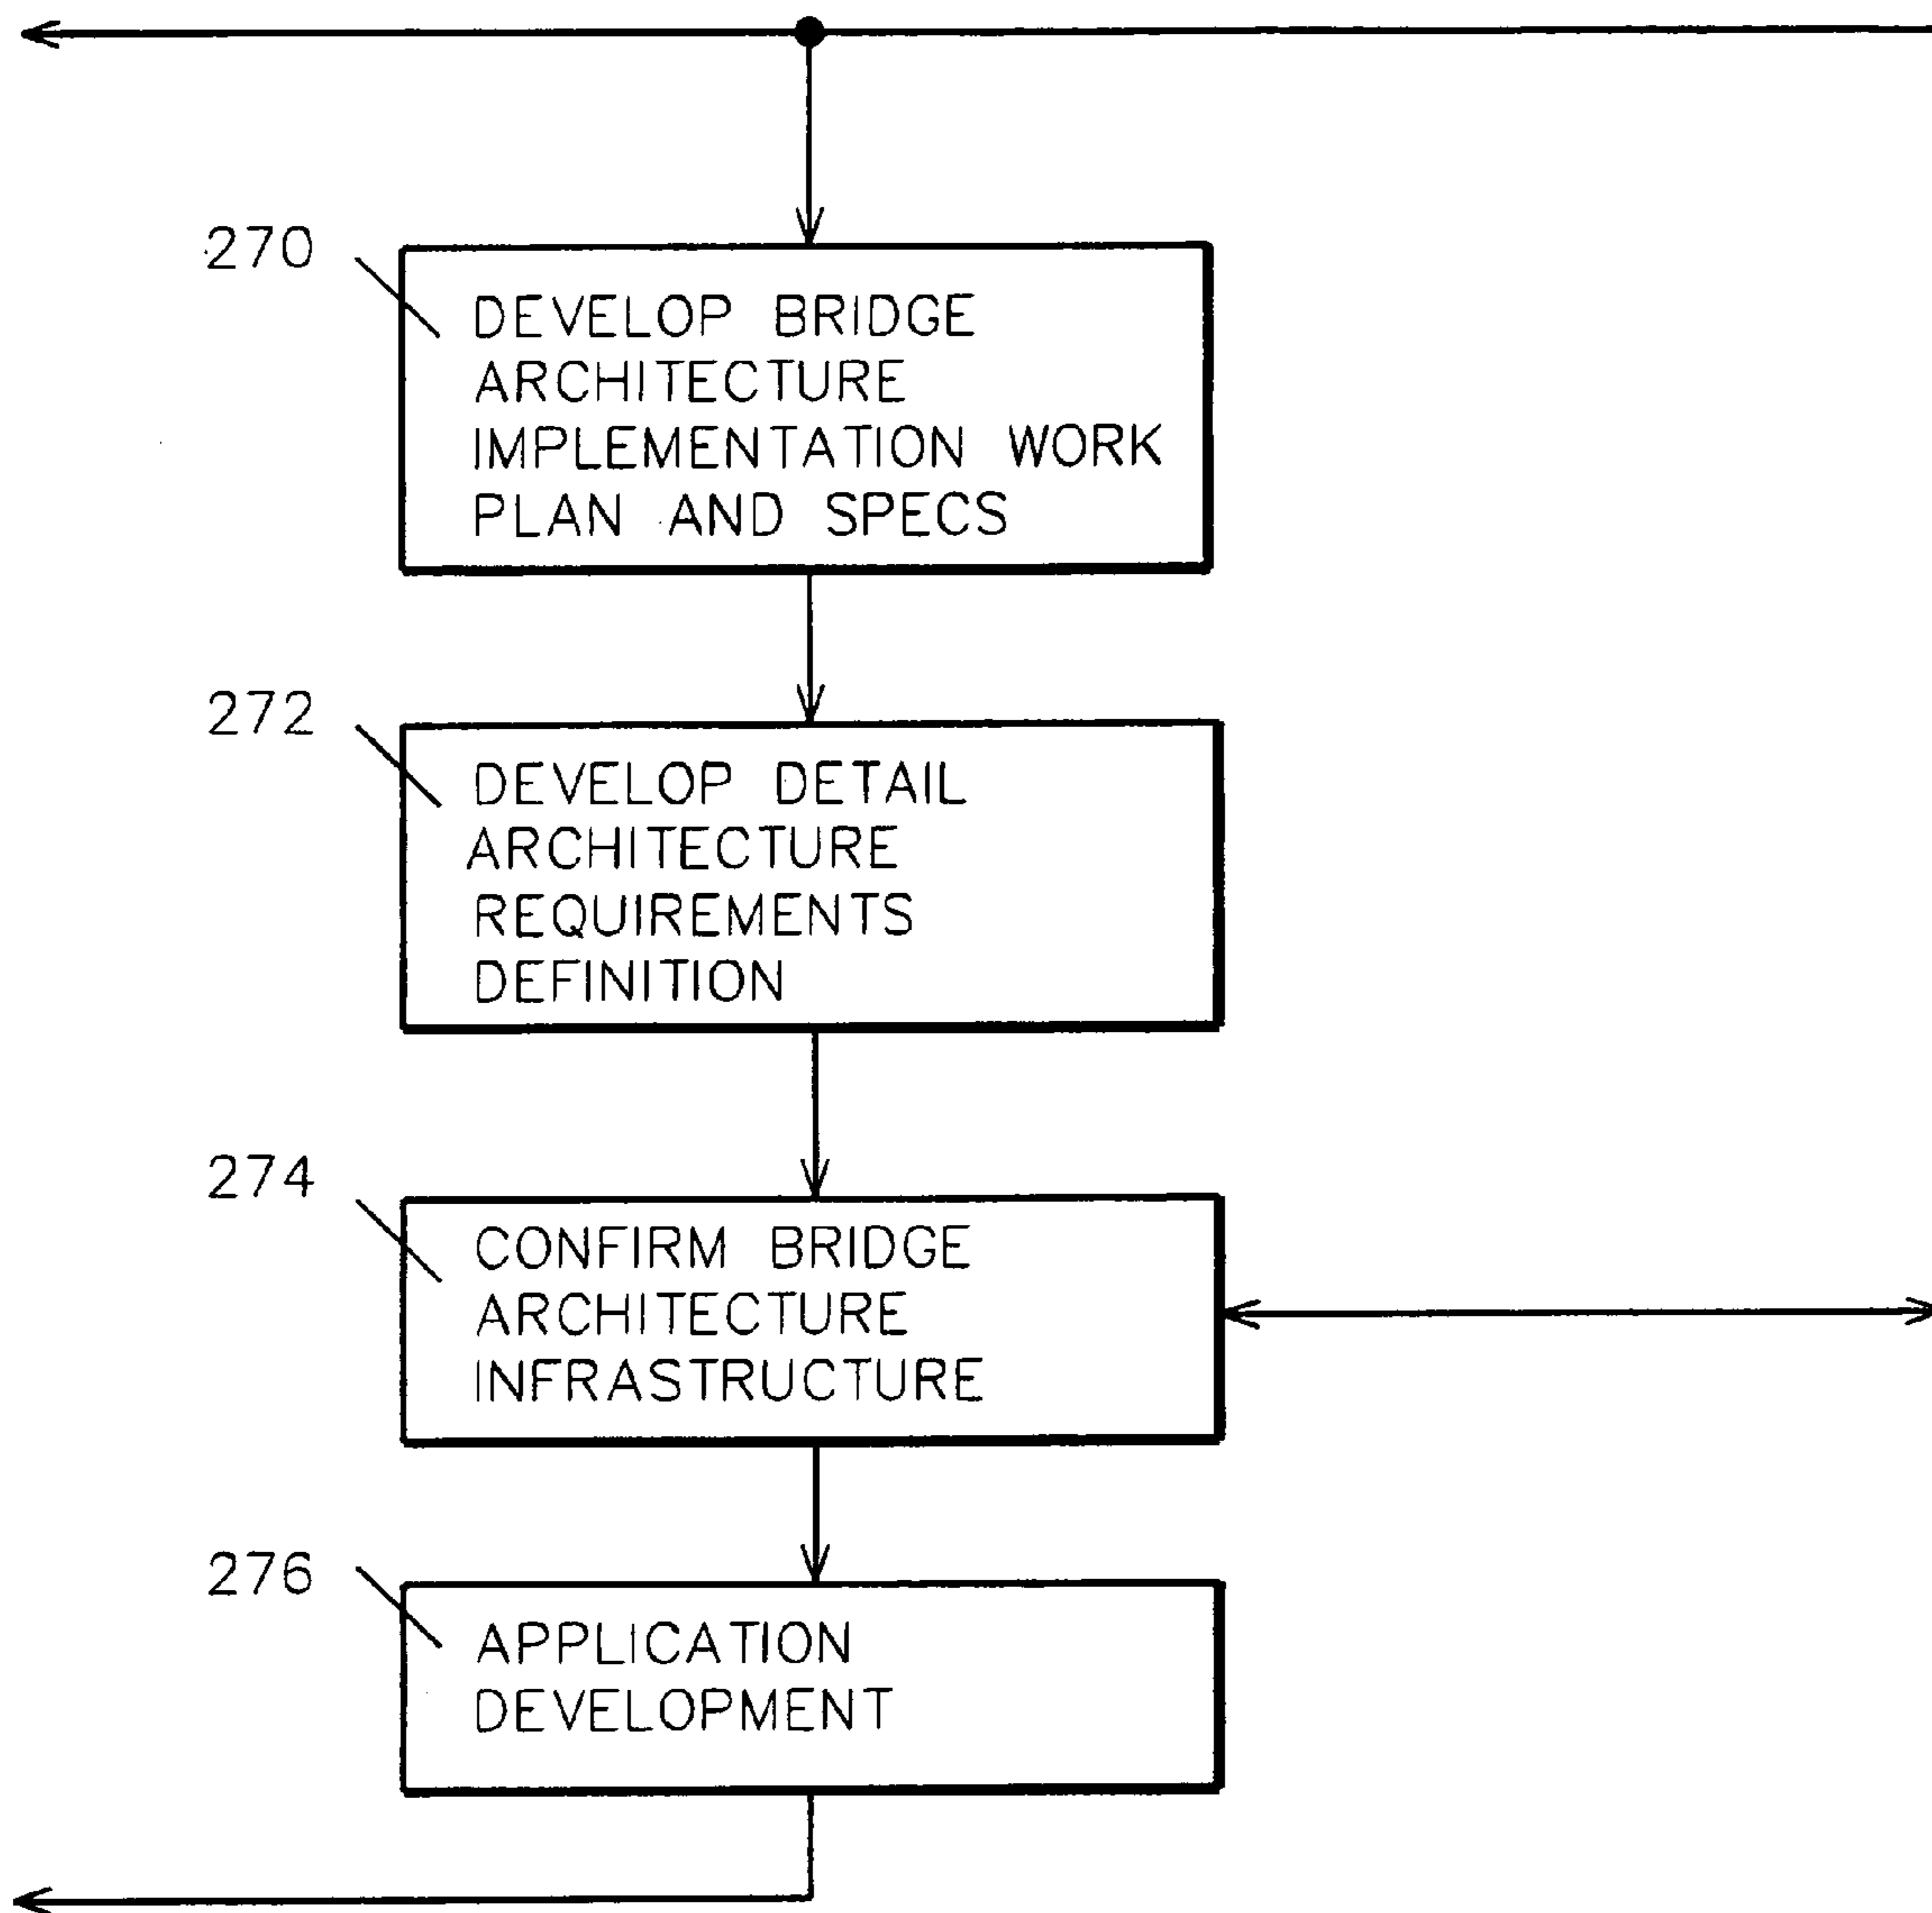 270
DEVELOP BRIDGE
ARCHITECTURE
IMPLEMENTATION WORK
PLAN AND SPECS
272
DEVELOP DETAIL
ARCHITECTURE
REQUIREMENTS
DEFINITION
274
CONFIRM BRIDGE
ARCHITECTURE
INFRASTRUCTURE
276
APPLICATION
DEVELOPMENT